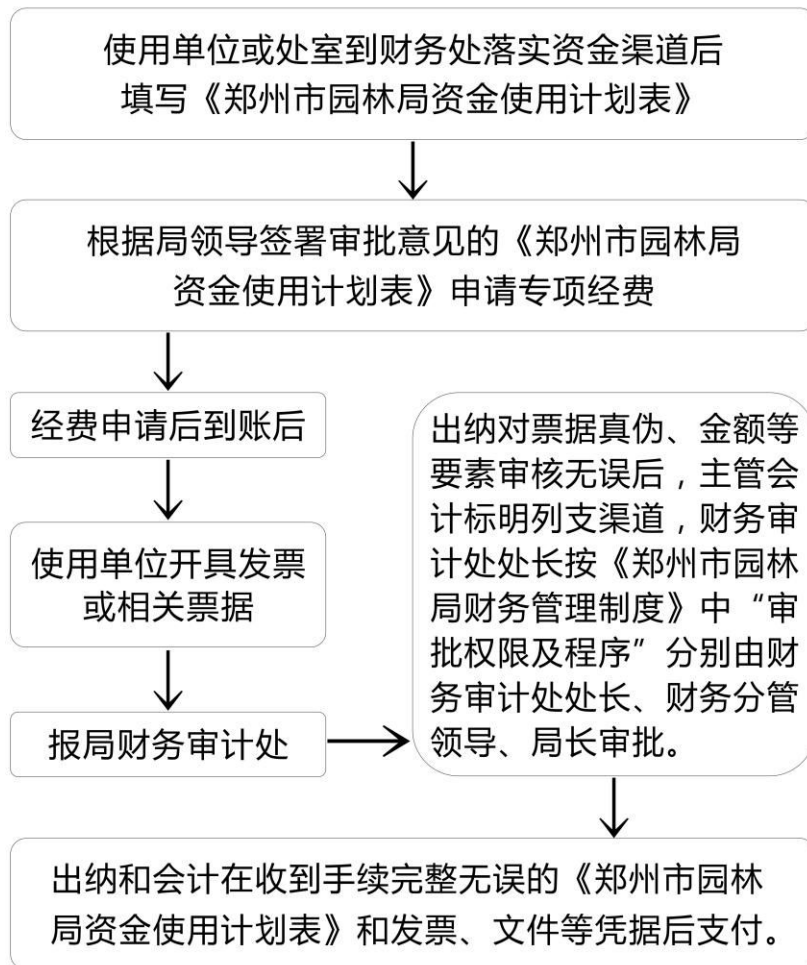 使用单位或处室到财务处落实资金渠道后
填写《郑州市园林局资金使用计划表》
根据局领导签署审批意见的《郑州市园林局
资金使用计划表》申请专项经费
经费申请后到账后
使用单位开具发票
或相关票据
报局财务审计处
出纳对票据真伪、金额等
要素审核无误后，主管会
计标明列支渠道，财务审
计处处长按《郑州市园林
局财务管理制度》中“审
批权限及程序”分别由财
务审计处处长、财务分管
领导、局长审批。
出纳和会计在收到手续完整无误的《郑州市园林
局资金使用计划表》和发票、文件等凭据后支付。